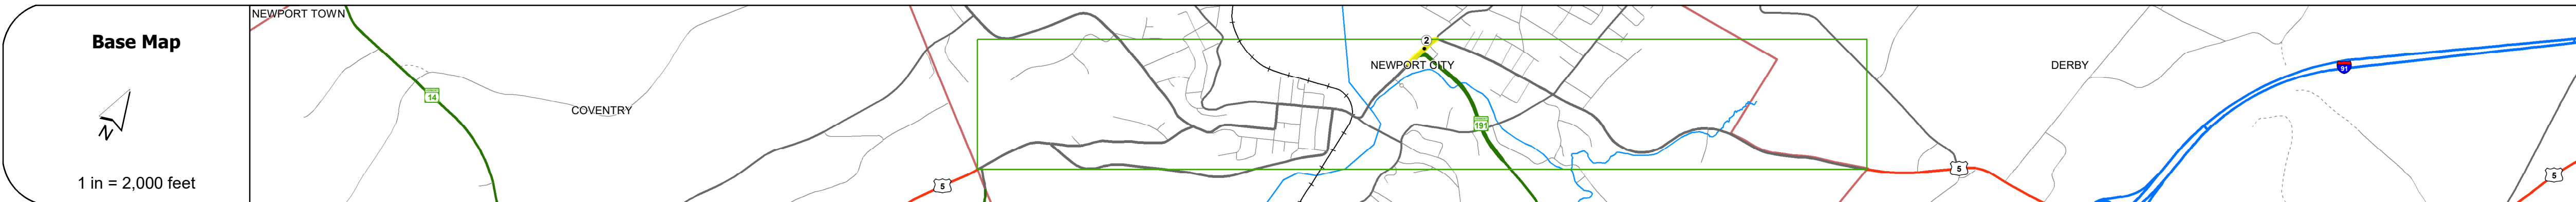 Base Map
N
1 in = 2,000 feet
NEWPORT TOWN
14
COVENTRY
5
2
NEWPORT CITY
191
5
DERBY
91
5